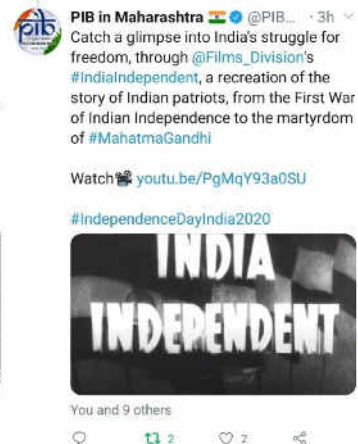 PIB in Maharashtra @PIB... · 3h
Catch a glimpse into India's struggle for
freedom, through @Films_Division's
#IndiaIndependent, a recreation of the
story of Indian patriots, from the First War
of Indian Independence to the martyrdom
of #MahatmaGandhi
Watch youtu.be/PgMqY93a0SU
#IndependenceDayIndia2020
INDIA
INDEPENDENT
You and 9 others
2 2